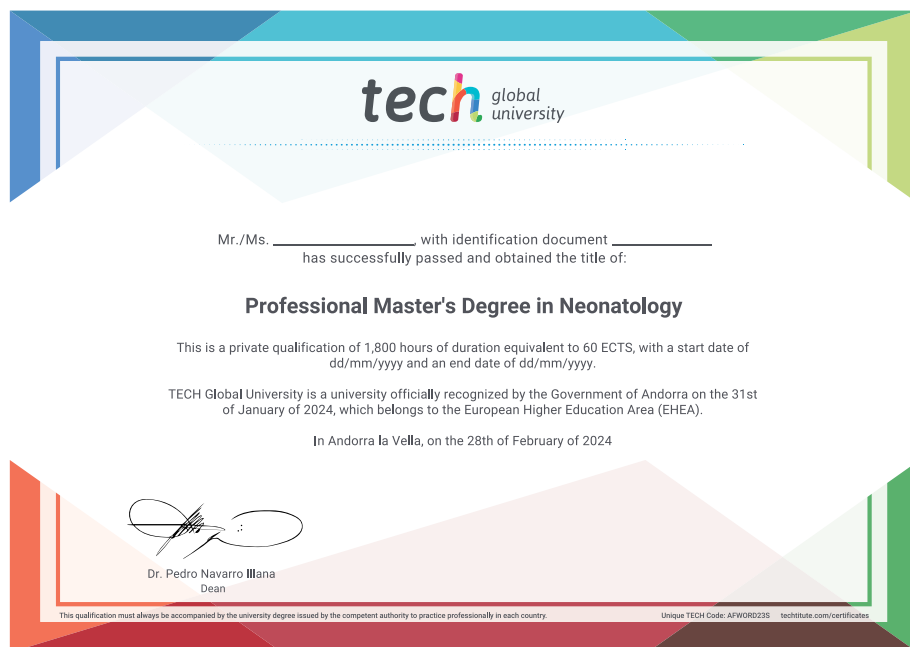 tech global university
Mr./Ms. ____________, with identification document ____________
has successfully passed and obtained the title of:
Professional Master's Degree in Neonatology
This is a private qualification of 1,800 hours of duration equivalent to 60 ECTS, with a start date of
dd/mm/yyyy and an end date of dd/mm/yyyy.
TECH Global University is a university officially recognized by the Government of Andorra on the 31st
of January of 2024, which belongs to the European Higher Education Area (EHEA).
In Andorra la Vella, on the 28th of February of 2024
Dr. Pedro Navarro Illana
Dean
This qualification must always be accompanied by the university degree issued by the competent authority to practice professionally in each country.
Unique TECH Code: AFWORD23S techtitute.com/certificates